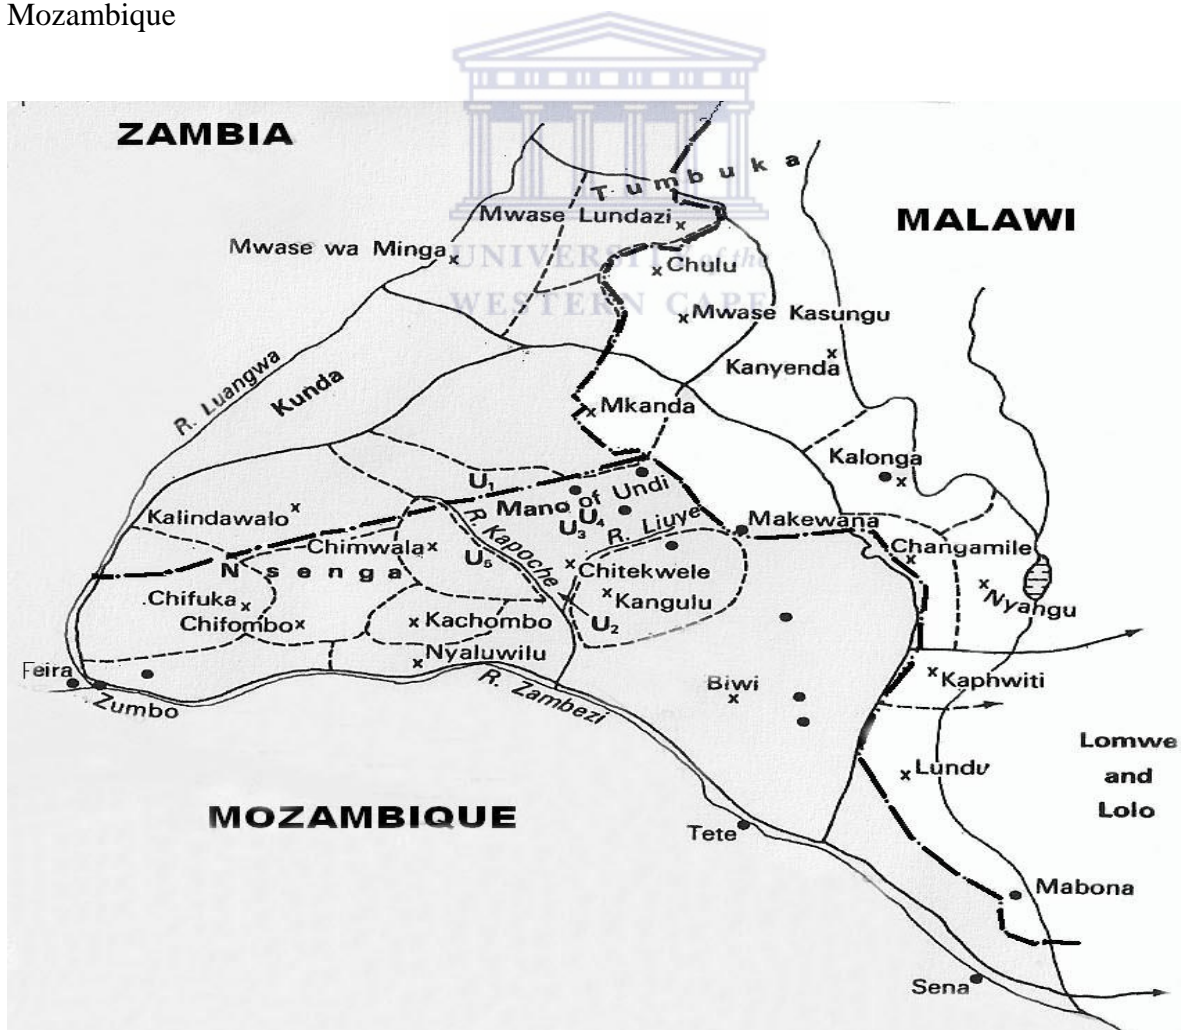 Mozambique
ZAMBIA
Tumbuka
MALAWI
Mwase Lundazi
Mwase wa Minga
UNIVERSITY of the
WESTERN CAPE
Chulu
Mwase Kasungu
Kanyenda
R. Luangwa
Kunda
Mkanda
Kalonga
U1
Mano of Undi
Kalindawalo
R. Kapoche
U3
U4
R. Liuye
Makewana
Chimwala
Changamile
Nsenga
U5
Chitekwele
Nyangu
Chifuka
Kangulu
Chifombo
Kachombo
U2
Nyaluwilu
Feira
Zumbo
R. Zambezi
Biwi
Kaphwiti
Lomwe
and
Lolo
Lundu
MOZAMBIQUE
Tete
Mabona
Sena